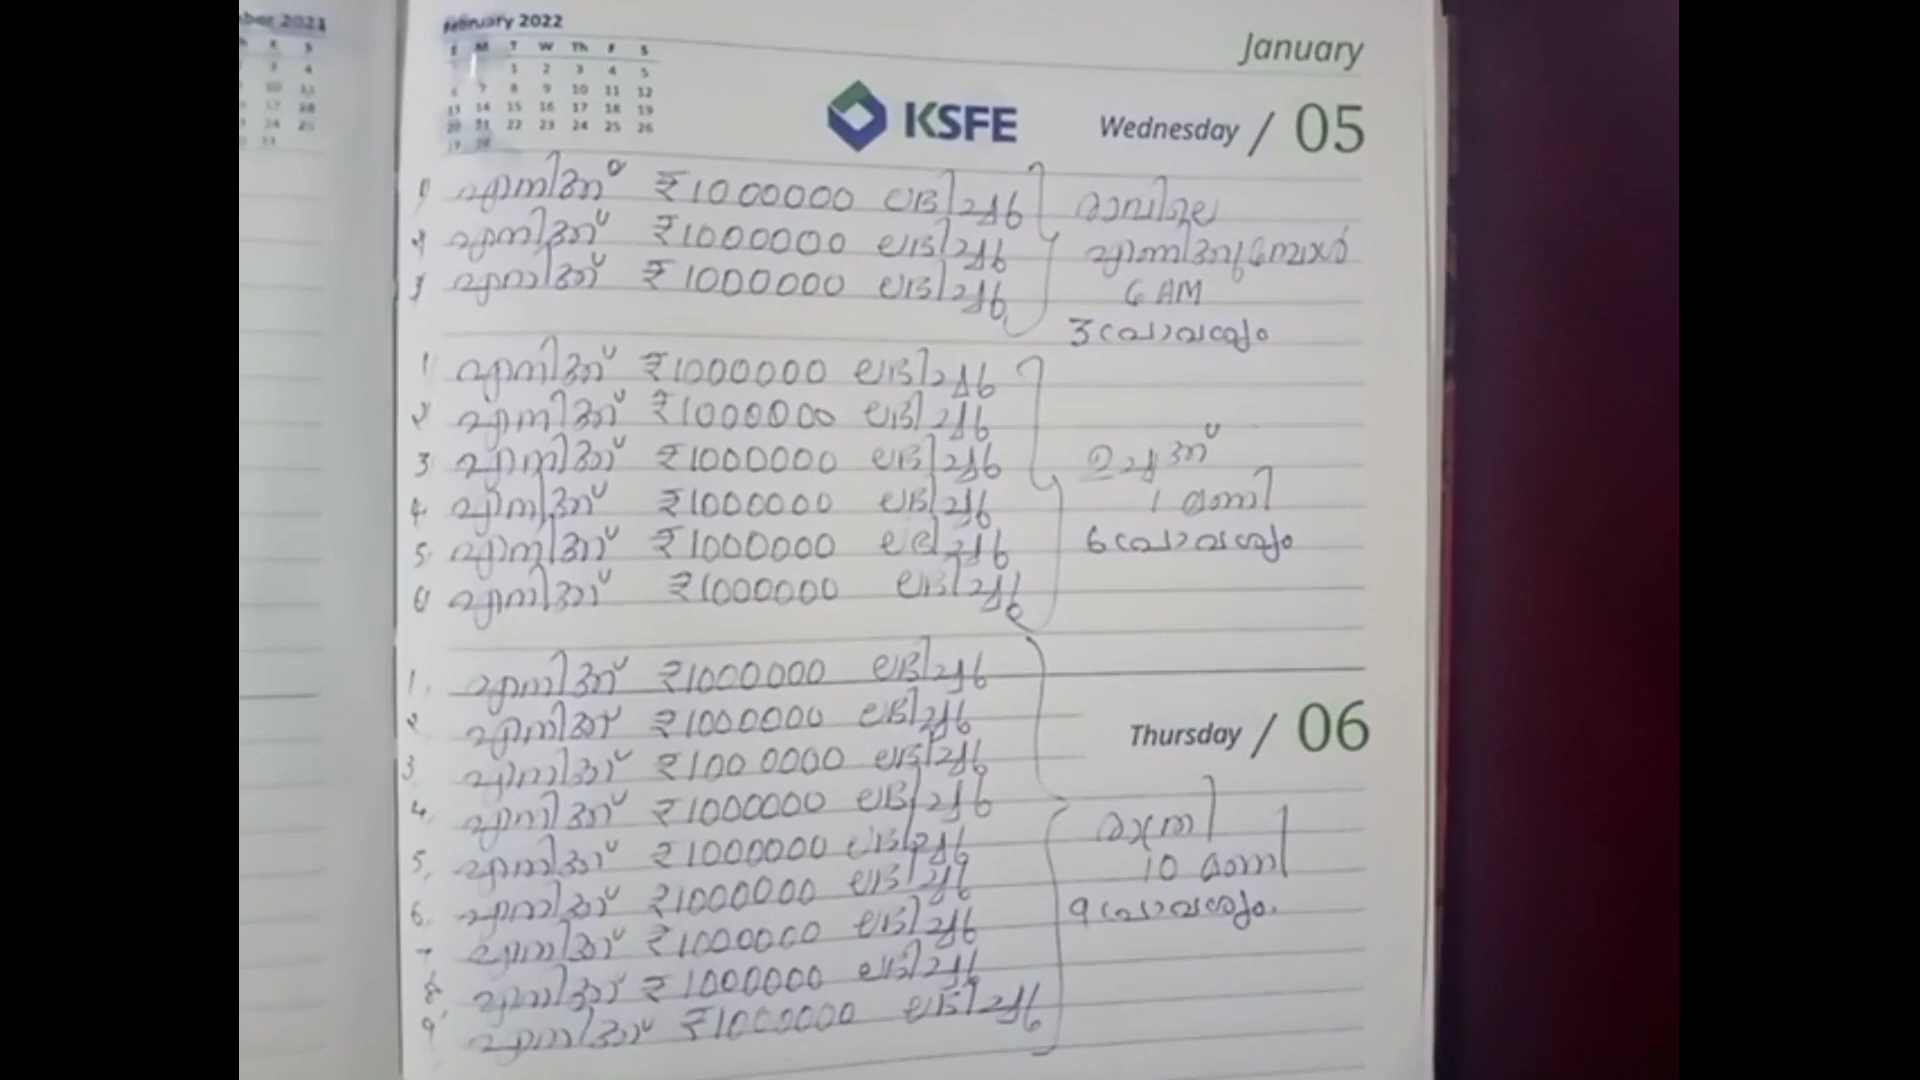 ber 2021
February 2022
S M T W Th F S
1 2 3 4 5
6 7 8 9 10 11 12
13 14 15 16 17 18 19
20 21 22 23 24 25 26
27 28
January
KSFE
Wednesday / 05
1 എനിക്ക് ₹1000000 ലഭിച്ചു
2 എനിക്ക് ₹1000000 ലഭിച്ചു
3 എനിക്ക് ₹1000000 ലഭിച്ചു
രാവിലെ
എണീക്കുമ്പോൾ
6 AM
3 പ്രാവശ്യം
1 എനിക്ക് ₹1000000 ലഭിച്ചു
2 എനിക്ക് ₹1000000 ലഭിച്ചു
3 എനിക്ക് ₹1000000 ലഭിച്ചു
4. എനിക്ക് ₹1000000 ലഭിച്ചു
5. എനിക്ക് ₹1000000 ലഭിച്ചു
6 എനിക്ക് ₹1000000 ലഭിച്ചു
ഉച്ചക്ക്
1 മണി
6 പ്രാവശ്യം
1. എനിക്ക് ₹1000000 ലഭിച്ചു
2 എനിക്ക് ₹1000000 ലഭിച്ചു
3 എനിക്ക് ₹1000000 ലഭിച്ചു
4. എനിക്ക് ₹1000000 ലഭിച്ചു
5. എനിക്ക് ₹1000000 ലഭിച്ചു
6. എനിക്ക് ₹1000000 ലഭിച്ചു
7 എനിക്ക് ₹1000000 ലഭിച്ചു
8 എനിക്ക് ₹1000000 ലഭിച്ചു
9 എനിക്ക് ₹1000000 ലഭിച്ചു
Thursday / 06
രാത്രി
10 മണി
9 പ്രാവശ്യം.